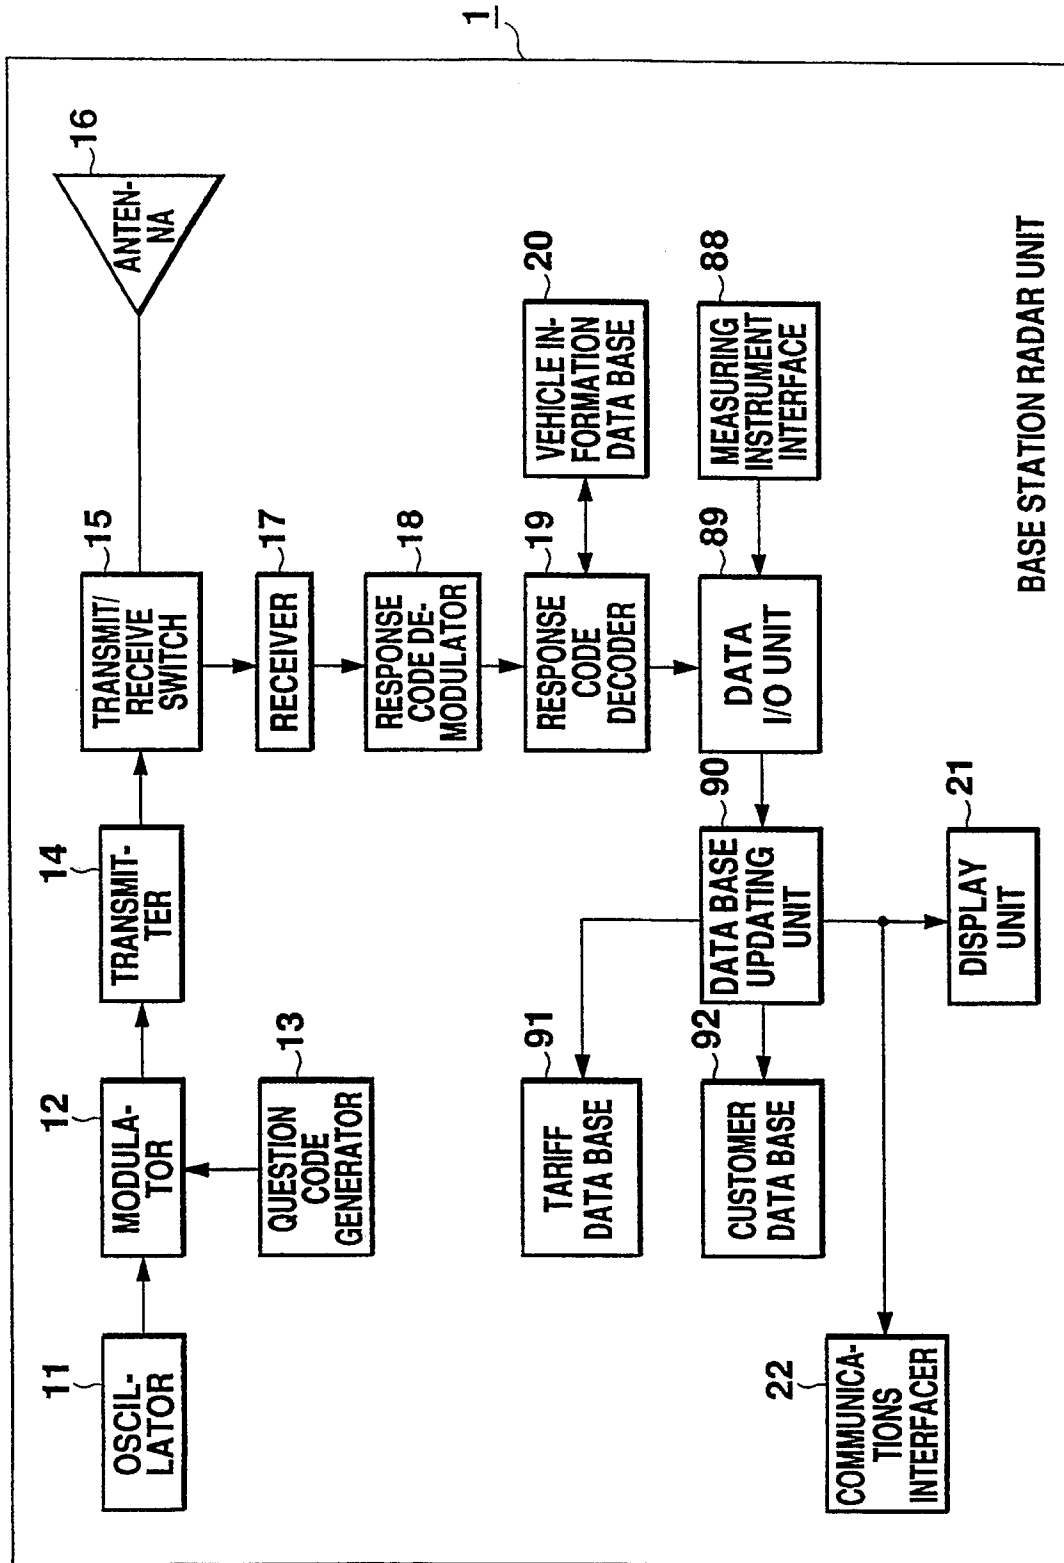 1
11
OSCIL-
LATOR
12
MODULA-
TOR
13
QUESTION
CODE
GENERATOR
14
TRANSMIT-
TER
15
TRANSMIT/
RECEIVE
SWITCH
16
ANTEN-
NA
17
RECEIVER
18
RESPONSE
CODE DE-
MODULATOR
19
RESPONSE
CODE
DECODER
20
VEHICLE IN-
FORMATION
DATA BASE
88
MEASURING
INSTRUMENT
INTERFACE
89
DATA
I/O UNIT
90
DATA BASE
UPDATING
UNIT
91
TARIFF
DATA BASE
92
CUSTOMER
DATA BASE
21
DISPLAY
UNIT
22
COMMUNICA-
TIONS
INTERFACER
BASE STATION RADAR UNIT